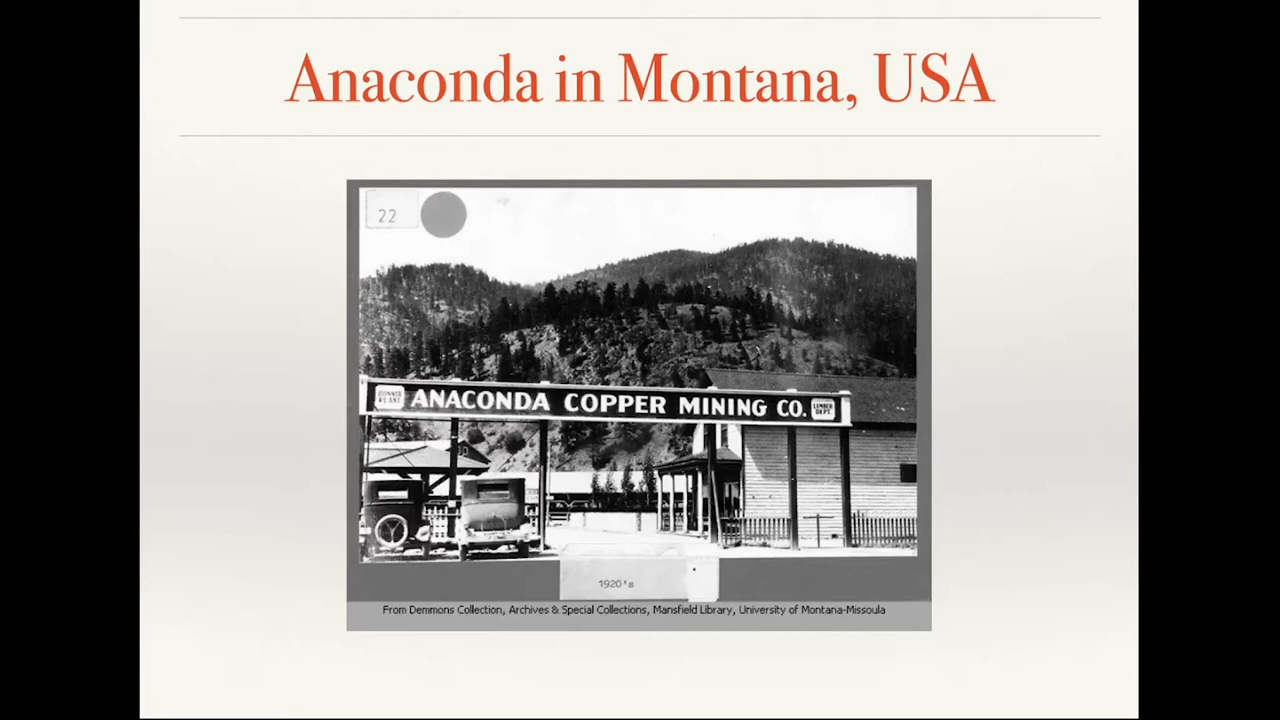 Anaconda in Montana, USA
22
BONNER
PLANT
ANACONDA COPPER MINING CO.
LUMBER
DEPT
1920's
From Demmons Collection, Archives & Special Collections, Mansfield Library, University of Montana-Missoula